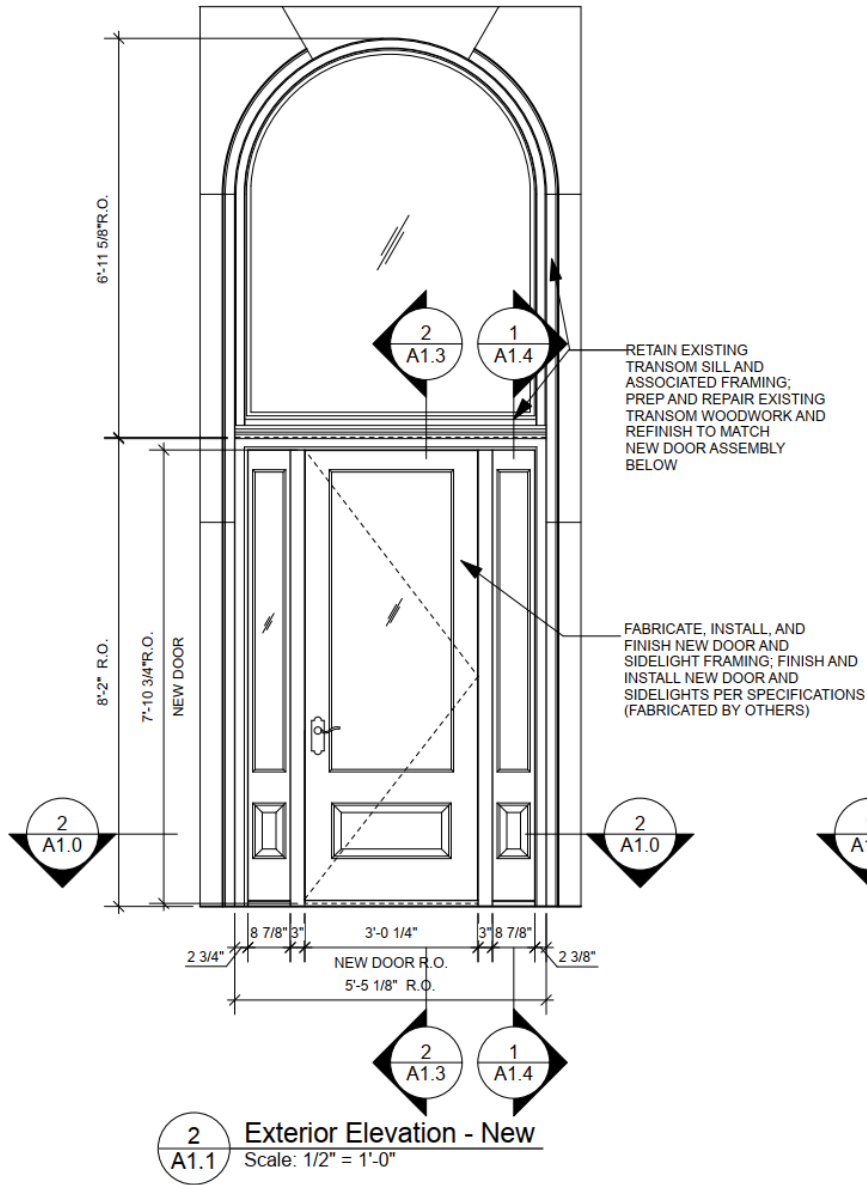 6'-11 5/8"R.O.
2
A1.3
1
A1.4
RETAIN EXISTING
TRANSOM SILL AND
ASSOCIATED FRAMING;
PREP AND REPAIR EXISTING
TRANSOM WOODWORK AND
REFINISH TO MATCH
NEW DOOR ASSEMBLY
BELOW
8'-2" R.O.
7'-10 3/4"R.O.
NEW DOOR
FABRICATE, INSTALL, AND
FINISH NEW DOOR AND
SIDELIGHT FRAMING; FINISH AND
INSTALL NEW DOOR AND
SIDELIGHTS PER SPECIFICATIONS
(FABRICATED BY OTHERS)
2
A1.0
2
A1.0
8 7/8" 3" 3'-0 1/4" 3" 8 7/8"
2 3/4" NEW DOOR R.O. 2 3/8"
5'-5 1/8" R.O.
2
A1.3
1
A1.4
2
A1.1
Exterior Elevation - New
Scale: 1/2" = 1'-0"